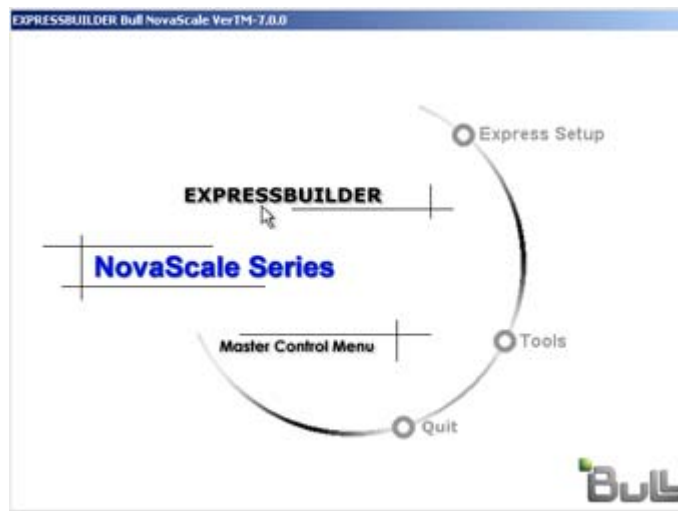 EXPRESSBUILDER Bull NovaScale VerTM-7.0.0
Express Setup
EXPRESSBUILDER
NovaScale Series
Master Control Menu
Tools
Quit
Bull